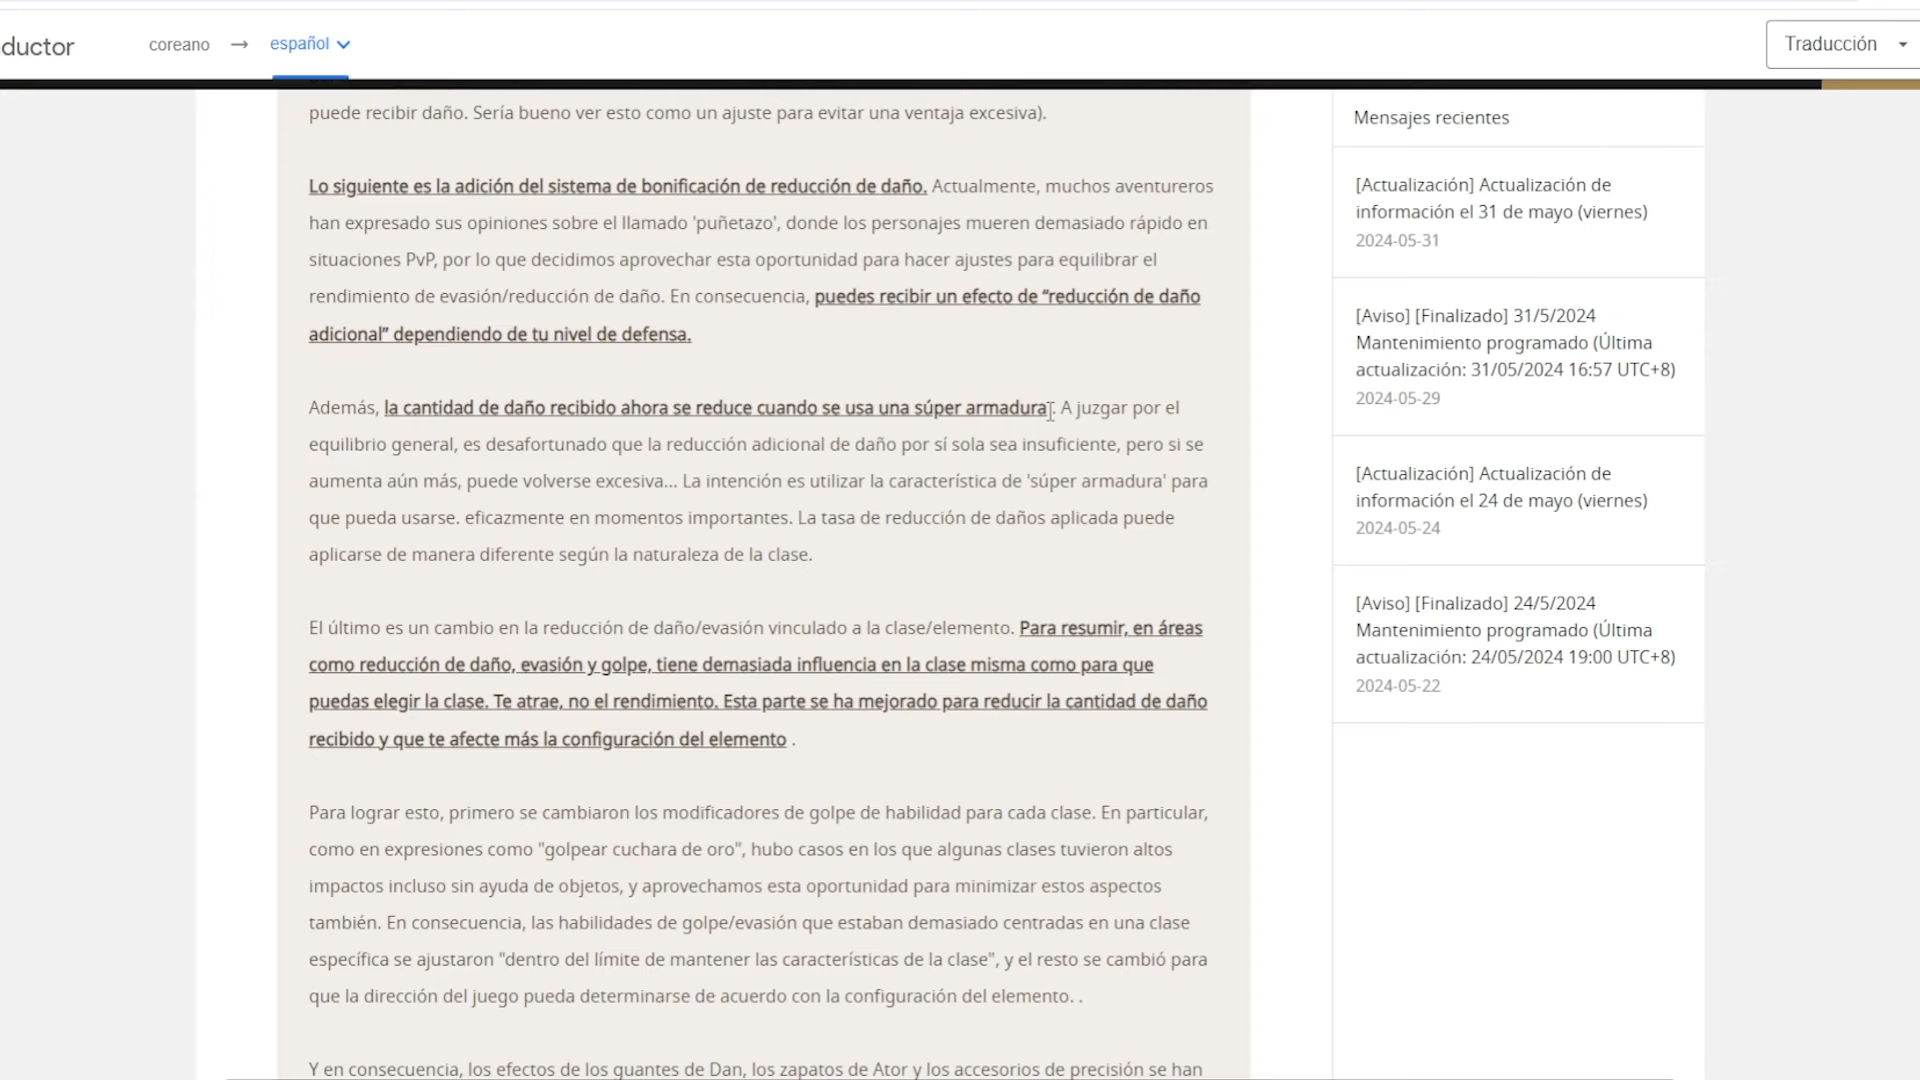 ductor
coreano → español
Traducción
puede recibir daño. Sería bueno ver esto como un ajuste para evitar una ventaja excesiva).
Lo siguiente es la adición del sistema de bonificación de reducción de daño. Actualmente, muchos aventureros
han expresado sus opiniones sobre el llamado 'puñetazo', donde los personajes mueren demasiado rápido en
situaciones PvP, por lo que decidimos aprovechar esta oportunidad para hacer ajustes para equilibrar el
rendimiento de evasión/reducción de daño. En consecuencia, puedes recibir un efecto de “reducción de daño
adicional” dependiendo de tu nivel de defensa.
Además, la cantidad de daño recibido ahora se reduce cuando se usa una súper armadura . A juzgar por el
equilibrio general, es desafortunado que la reducción adicional de daño por sí sola sea insuficiente, pero si se
aumenta aún más, puede volverse excesiva... La intención es utilizar la característica de 'súper armadura' para
que pueda usarse. eficazmente en momentos importantes. La tasa de reducción de daños aplicada puede
aplicarse de manera diferente según la naturaleza de la clase.
El último es un cambio en la reducción de daño/evasión vinculado a la clase/elemento. Para resumir, en áreas
como reducción de daño, evasión y golpe, tiene demasiada influencia en la clase misma como para que
puedas elegir la clase. Te atrae, no el rendimiento. Esta parte se ha mejorado para reducir la cantidad de daño
recibido y que te afecte más la configuración del elemento .
Para lograr esto, primero se cambiaron los modificadores de golpe de habilidad para cada clase. En particular,
como en expresiones como "golpear cuchara de oro", hubo casos en los que algunas clases tuvieron altos
impactos incluso sin ayuda de objetos, y aprovechamos esta oportunidad para minimizar estos aspectos
también. En consecuencia, las habilidades de golpe/evasión que estaban demasiado centradas en una clase
específica se ajustaron "dentro del límite de mantener las características de la clase", y el resto se cambió para
que la dirección del juego pueda determinarse de acuerdo con la configuración del elemento. .
Y en consecuencia, los efectos de los guantes de Dan, los zapatos de Ator y los accesorios de precisión se han
Mensajes recientes
[Actualización] Actualización de
información el 31 de mayo (viernes)
2024-05-31
[Aviso] [Finalizado] 31/5/2024
Mantenimiento programado (Última
actualización: 31/05/2024 16:57 UTC+8)
2024-05-29
[Actualización] Actualización de
información el 24 de mayo (viernes)
2024-05-24
[Aviso] [Finalizado] 24/5/2024
Mantenimiento programado (Última
actualización: 24/05/2024 19:00 UTC+8)
2024-05-22